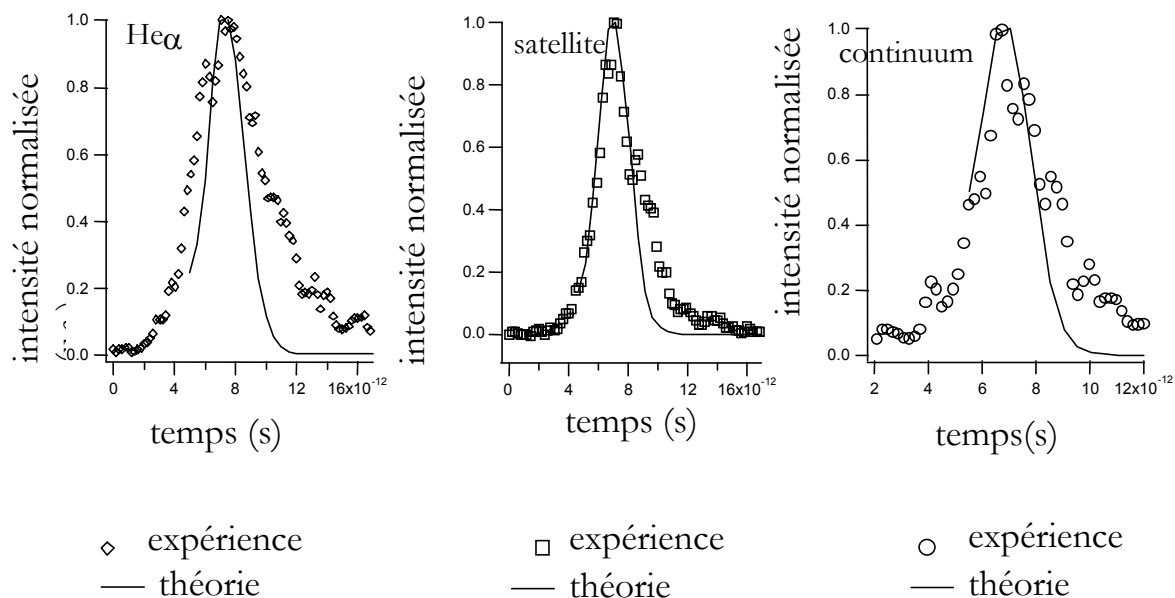 Heα
intensité normalisée
1.0
0.8
0.6
0.4
0.2
0.0
0
4
8
12
16x10-12
temps (s)
expérience
théorie
satellite
intensité normalisée
1.0
0.8
0.6
0.4
0.2
0.0
0
4
8
12
16x10-12
temps (s)
expérience
théorie
continuum
intensité normalisée
1.0
0.8
0.6
0.4
0.2
0.0
2
4
6
8
10
12x10-12
temps(s)
expérience
théorie